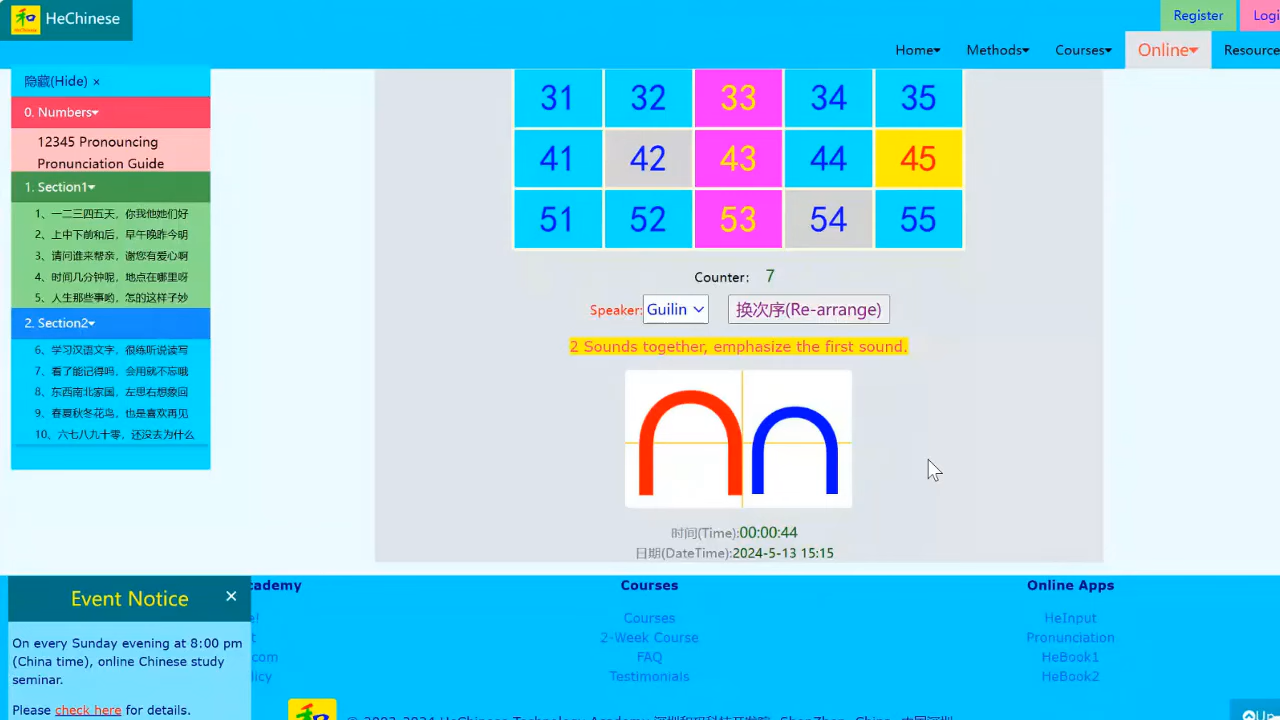 HeChinese
Register
Logi
Home Methods Courses Online Resource
隐藏(Hide) ×
0. Numbers
12345 Pronouncing
Pronunciation Guide
1. Section1
1、一二三四五天，你我他她们好
2、上中下前和后，早午晚昨今明
3、请问谁来帮亲，谢您有爱心啊
4、时间几分钟呢，地点在哪里呀
5、人生那些事哟，怎的这样子妙
2. Section2
6、学习汉语文字，很练听说读写
7、看了能记得吗，会用就不忘哦
8、东西南北家国，左思右想象回
9、春夏秋冬花鸟，也是喜欢再见
10、六七八九十零，还没去为什么
31 32 33 34 35
41 42 43 44 45
51 52 53 54 55
Counter: 7
Speaker: Guilin 换次序(Re-arrange)
2 Sounds together, emphasize the first sound.
时间(Time):00:00:44
日期(DateTime):2024-5-13 15:15
Event Notice ×
On every Sunday evening at 8:00 pm
(China time), online Chinese study
seminar.
Please check here for details.
cademy
Courses
Courses
2-Week Course
FAQ
Testimonials
Online Apps
HeInput
Pronunciation
HeBook1
HeBook2